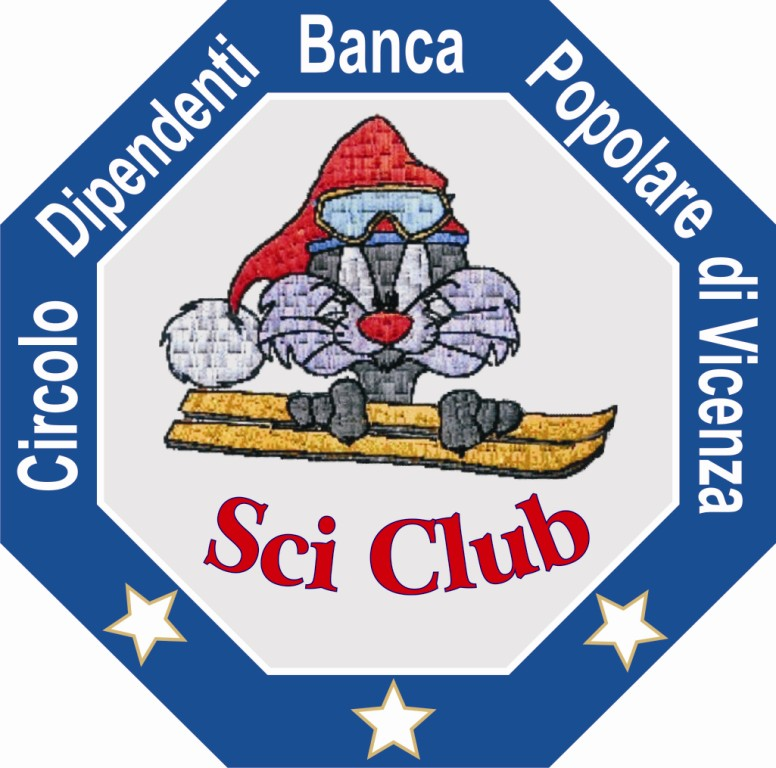 Circolo Dipendenti Banca Popolare di Vicenza
Sci Club